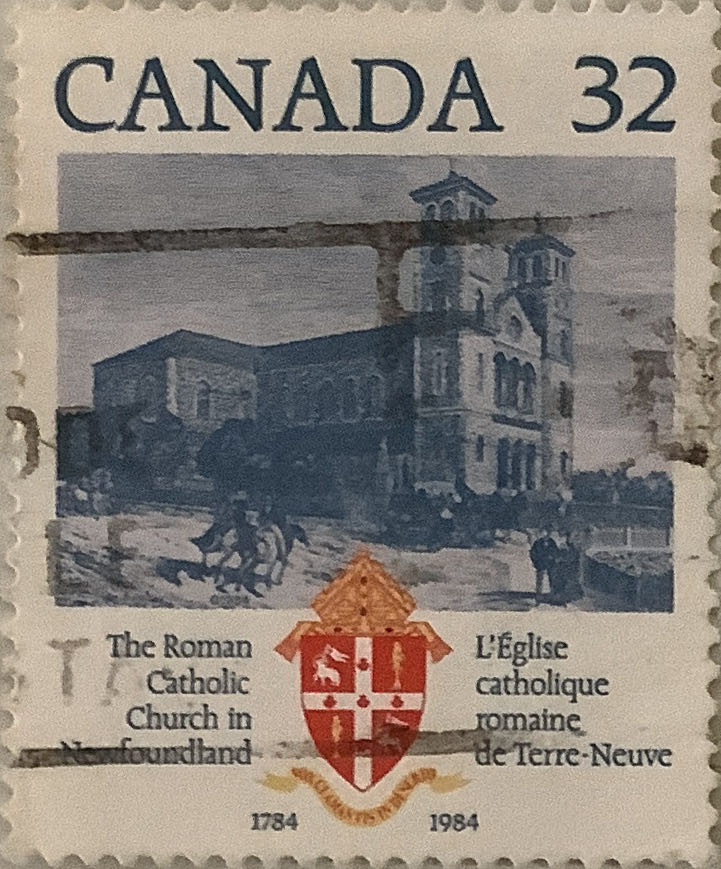 CANADA 32
The Roman
Catholic
Church in
Newfoundland
L'Église
catholique
romaine
de Terre-Neuve
1784 1984